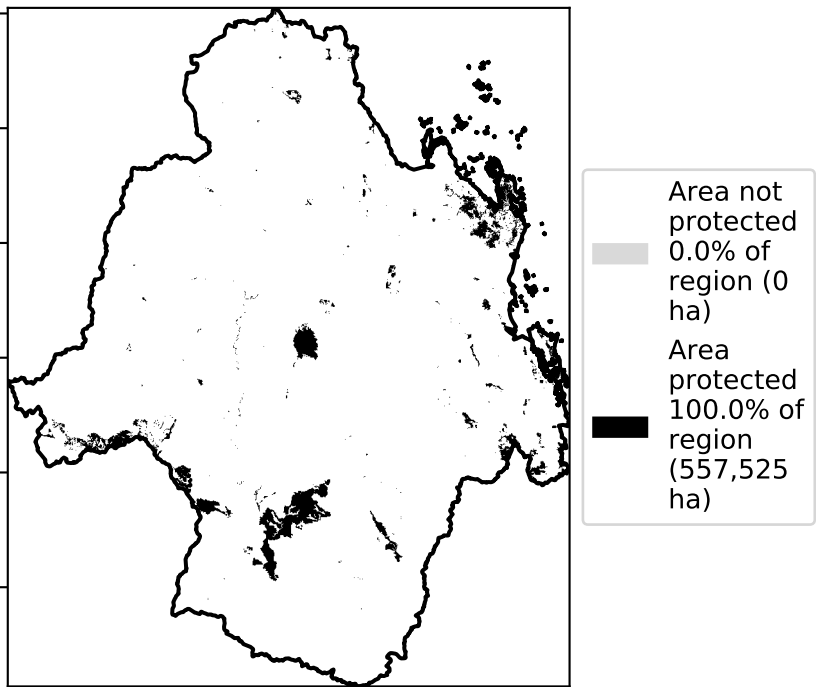 Area not
protected
0.0% of
region (0
ha)
Area
protected
100.0% of
region
(557,525
ha)